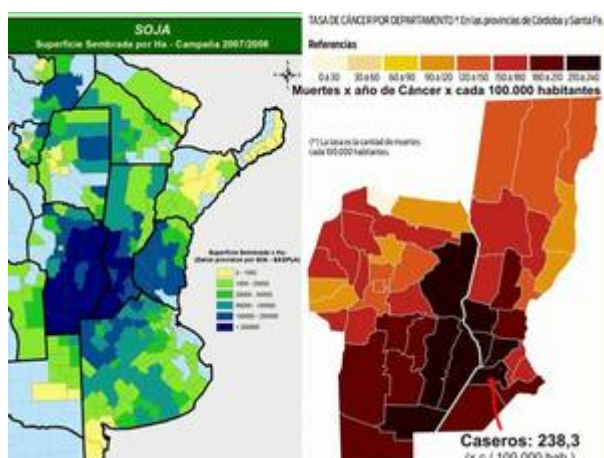 SOJA
Superficie Sembrada por Ha - Campaña 2007/2008
TASA DE CÁNCER POR DEPARTAMENTO * En las provincias de Córdoba y Santa Fe.
Referencias
0 a 30
30 a 60
60 a 90
90 a 120
120 a 150
150 a 180
180 a 210
210 a 240
Muertes x año de Cáncer x cada 100.000 habitantes
(*) La tasa es la cantidad de muertes
cada 100.000 habitantes.
Superficie Sembrada x Ha
Caseros: 238,3
(x c / 100.000 hab.)